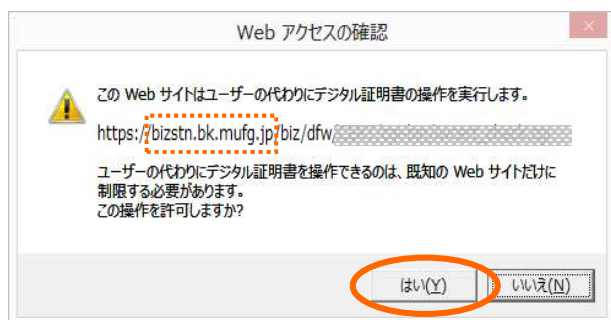 Web アクセスの確認
この Web サイトはユーザーの代わりにデジタル証明書の操作を実行します。
https://bizstn.bk.mufg.jp/biz/dfw/
ユーザーの代わりにデジタル証明書を操作できるのは、既知の Web サイトだけに
制限する必要があります。
この操作を許可しますか?
はい(Y) いいえ(N)